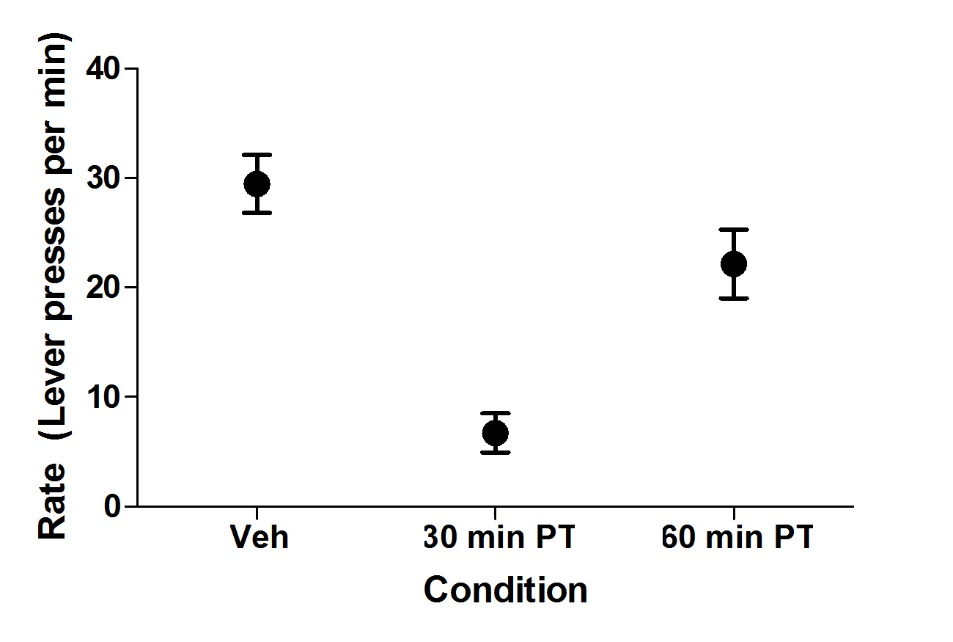 Rate (Lever presses per min)
40
30
20
10
0
Veh
30 min PT
60 min PT
Condition